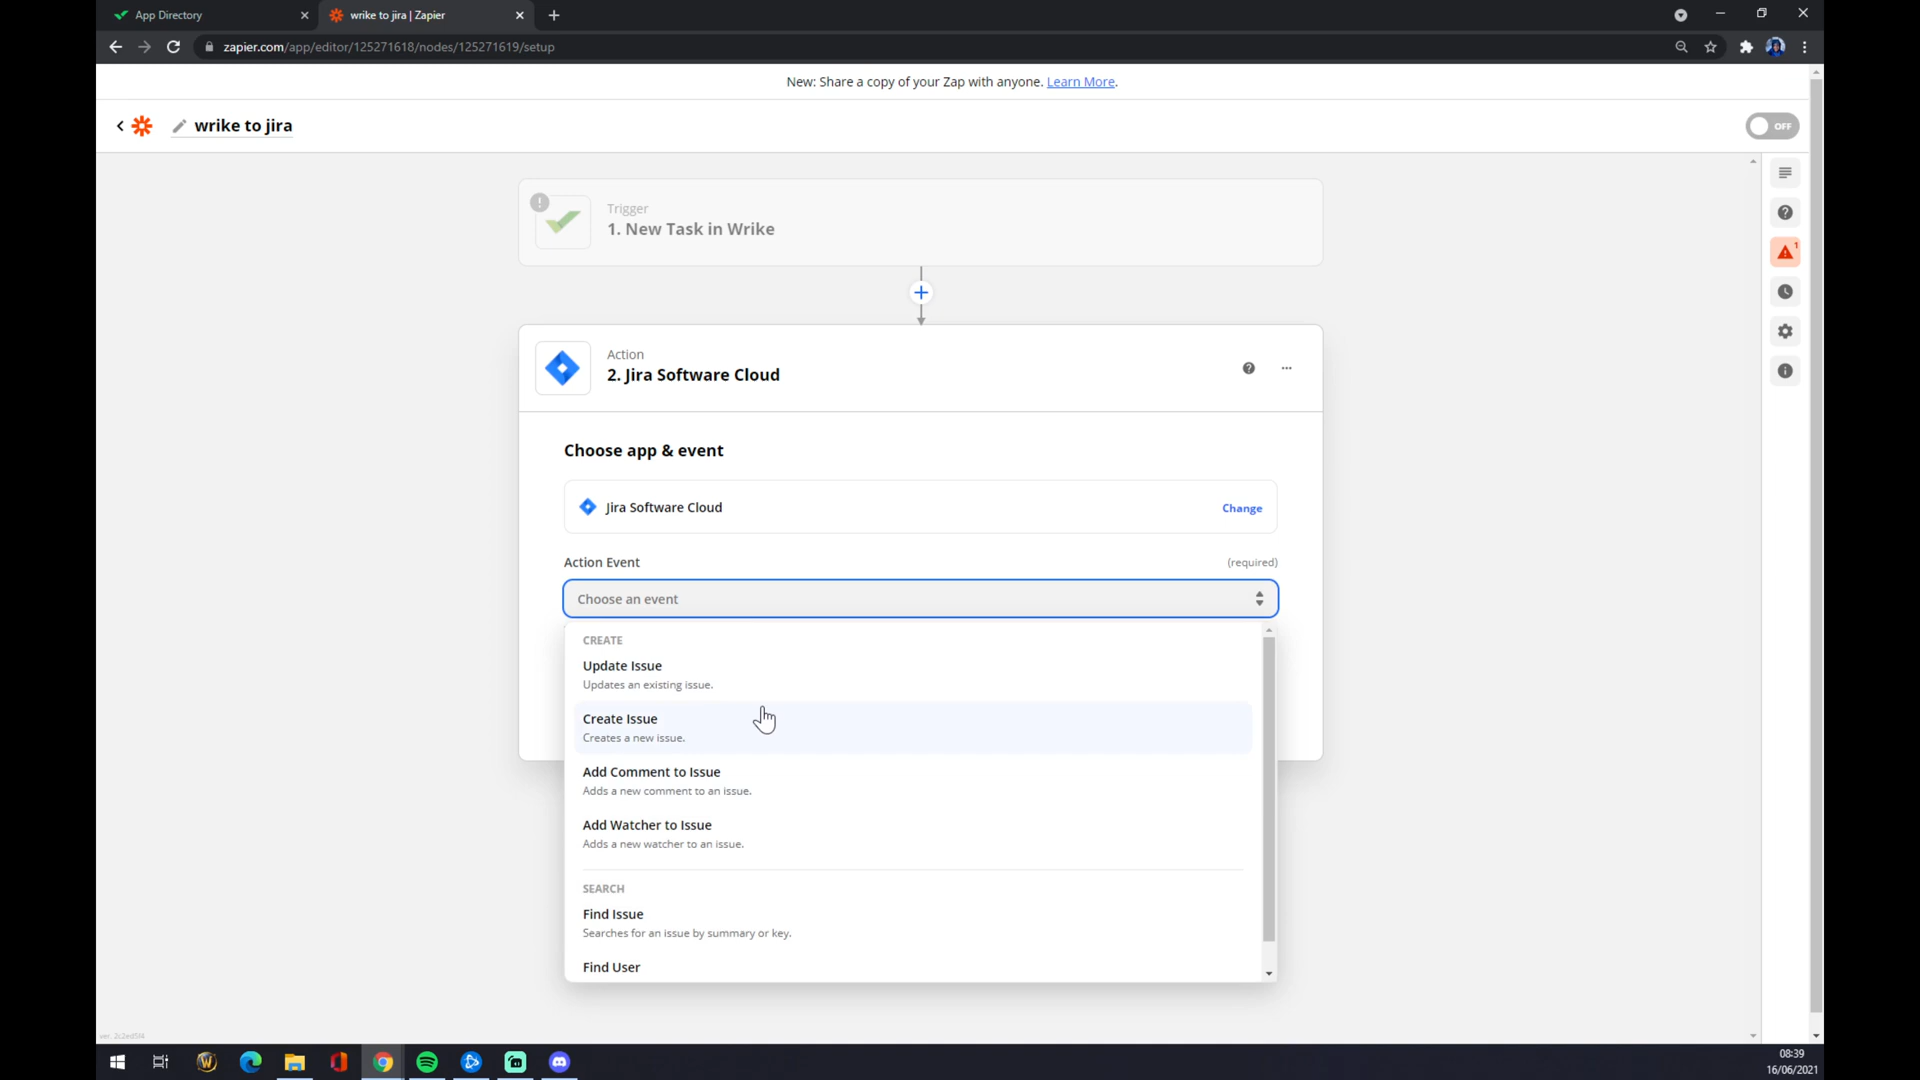 App Directory
wrike to jira | Zapier
zapier.com/app/editor/125271618/nodes/125271619/setup
New: Share a copy of your Zap with anyone. Learn More.
wrike to jira
OFF
Trigger
1. New Task in Wrike
1
Action
2. Jira Software Cloud
Choose app & event
Jira Software Cloud
Change
Action Event
(required)
Choose an event
CREATE
Update Issue
Updates an existing issue.
Create Issue
Creates a new issue.
Add Comment to Issue
Adds a new comment to an issue.
Add Watcher to Issue
Adds a new watcher to an issue.
SEARCH
Find Issue
Searches for an issue by summary or key.
Find User
08:39
16/06/2021